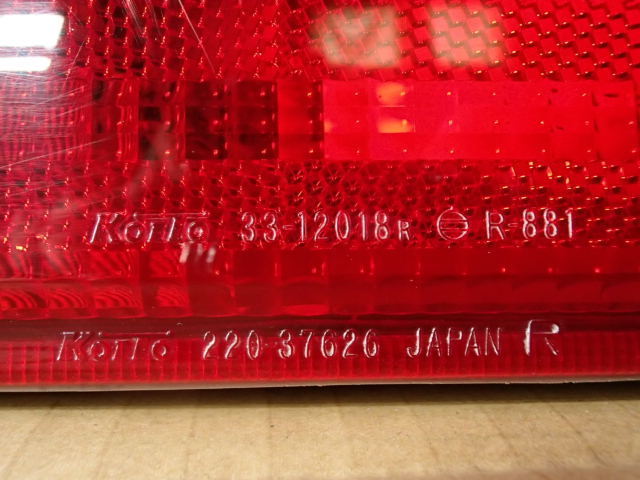 KOITO 33-12018R R-881
KOITO 220-37626 JAPAN R